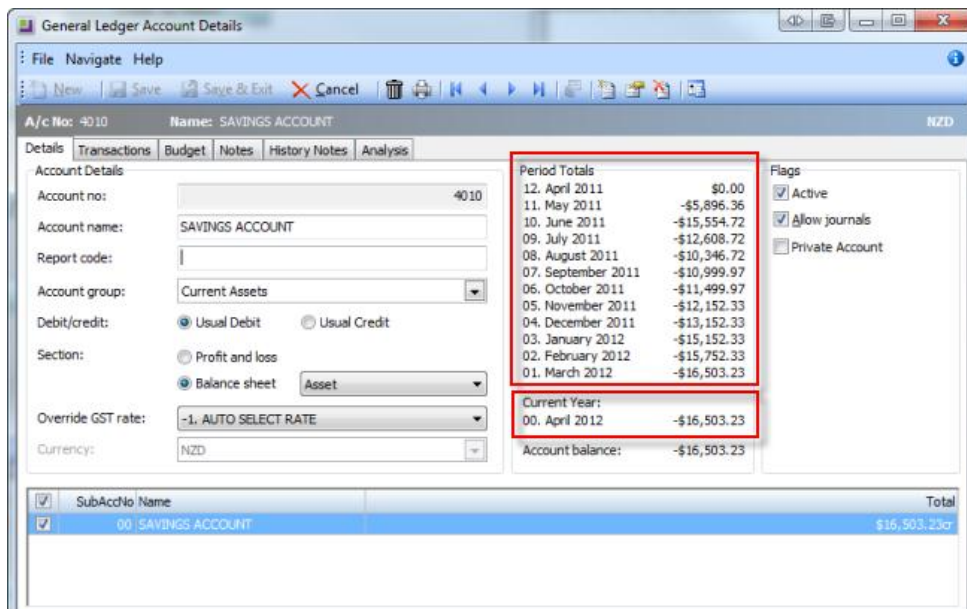 General Ledger Account Details
File Navigate Help
New Save Save & Exit Cancel
A/c No: 4010 Name: SAVINGS ACCOUNT NZD
Details Transactions Budget Notes History Notes Analysis
Account Details
Account no: 4010
Account name: SAVINGS ACCOUNT
Report code:
Account group: Current Assets
Debit/credit: Usual Debit Usual Credit
Section: Profit and loss
Balance sheet Asset
Override GST rate: -1. AUTO SELECT RATE
Currency: NZD
Period Totals
12. April 2011 $0.00
11. May 2011 -$5,896.36
10. June 2011 -$15,554.72
09. July 2011 -$12,608.72
08. August 2011 -$10,346.72
07. September 2011 -$10,999.97
06. October 2011 -$11,499.97
05. November 2011 -$12,152.33
04. December 2011 -$13,152.33
03. January 2012 -$15,152.33
02. February 2012 -$15,752.33
01. March 2012 -$16,503.23
Current Year:
00. April 2012 -$16,503.23
Account balance: -$16,503.23
Flags
Active
Allow journals
Private Account
SubAccNo Name Total
00 SAVINGS ACCOUNT $16,503.23cr